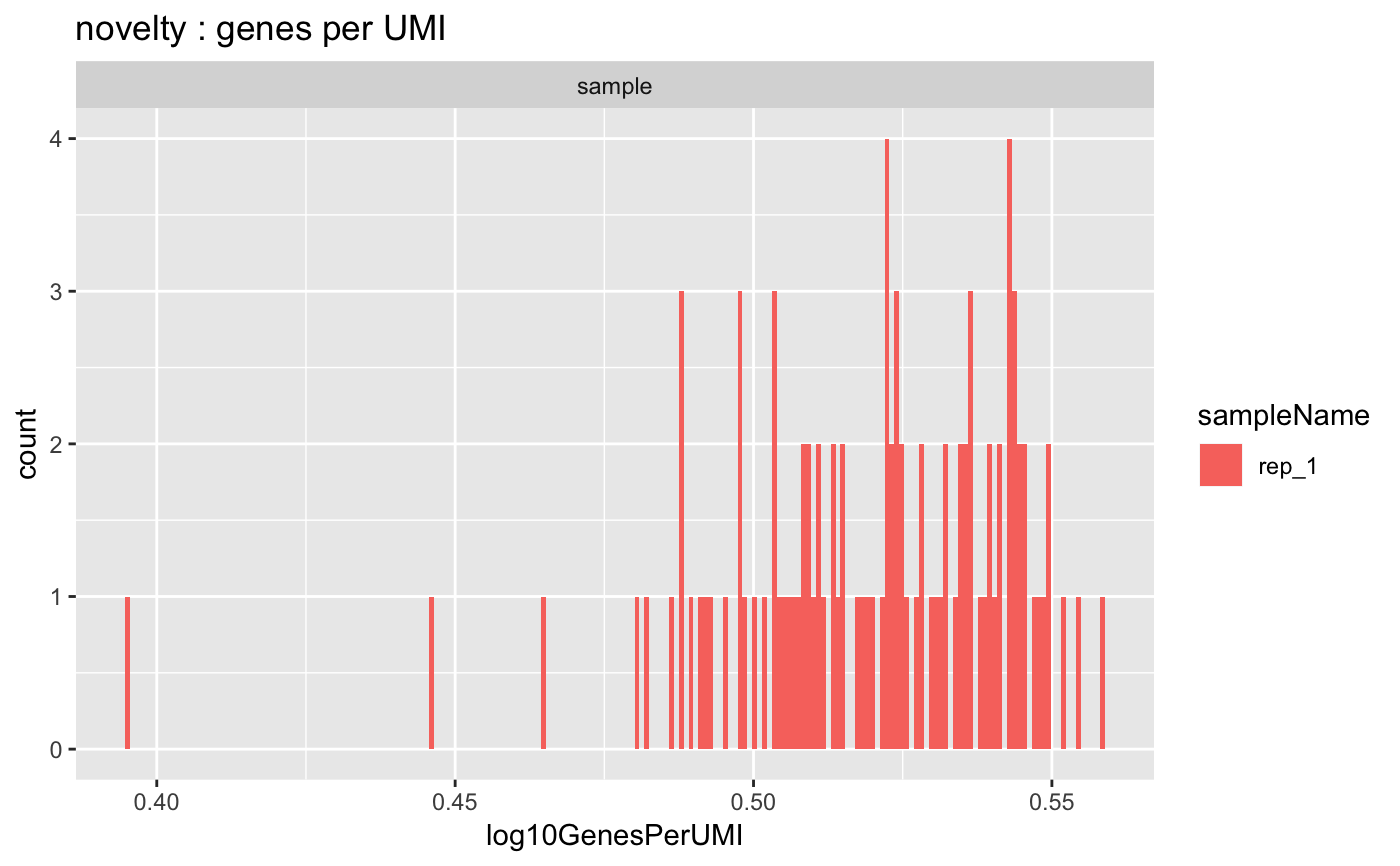 novelty : genes per UMI
sample
4
3
2
1
0
count
0.40 0.45 0.50 0.55
log10GenesPerUMI
sampleName
rep_1